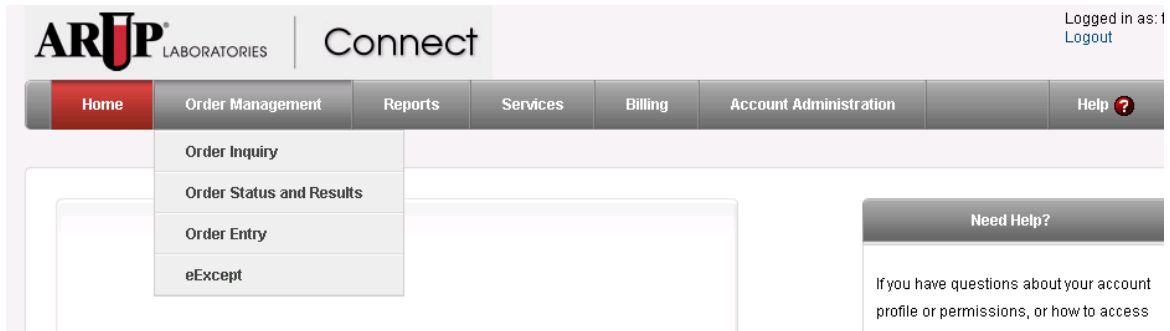 Logged in as: f
ARUP LABORATORIES Connect
Logout
Home Order Management Reports Services Billing Account Administration Help ?
Order Inquiry
Order Status and Results
Order Entry
eExcept
Need Help?
If you have questions about your account
profile or permissions, or how to access